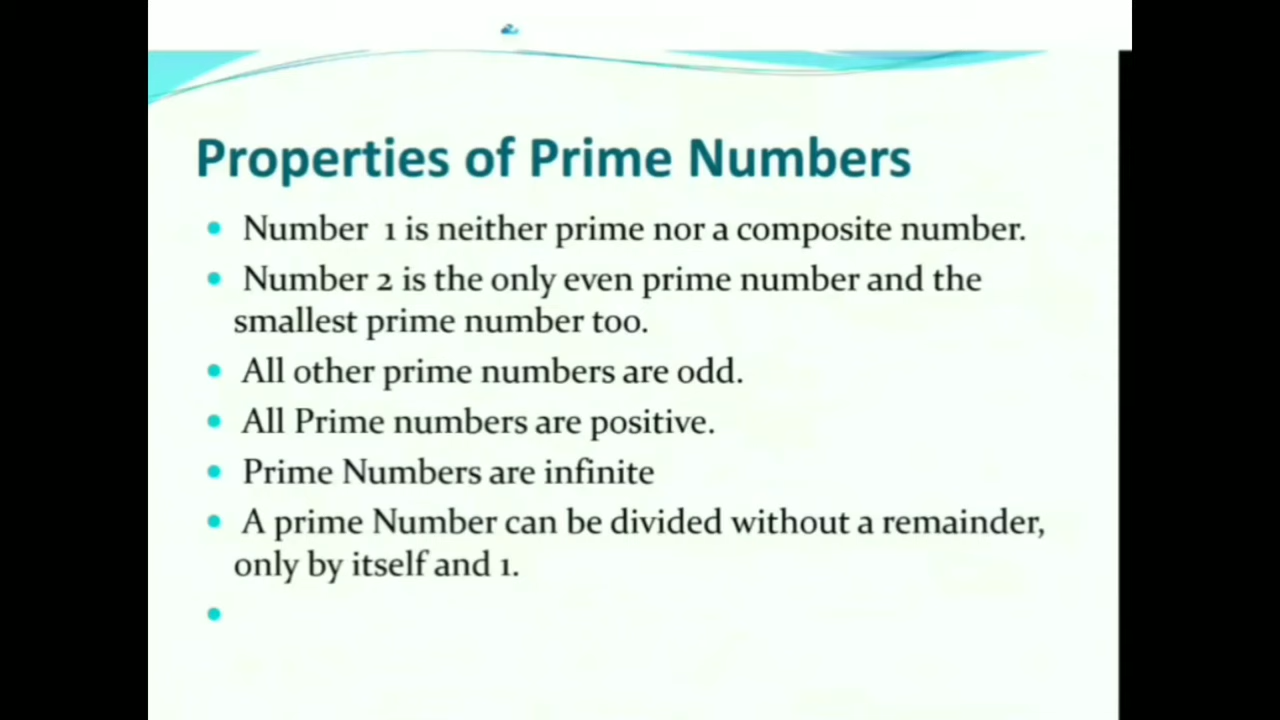 Properties of Prime Numbers
Number 1 is neither prime nor a composite number.
Number 2 is the only even prime number and the
smallest prime number too.
All other prime numbers are odd.
All Prime numbers are positive.
Prime Numbers are infinite
A prime Number can be divided without a remainder,
only by itself and 1.